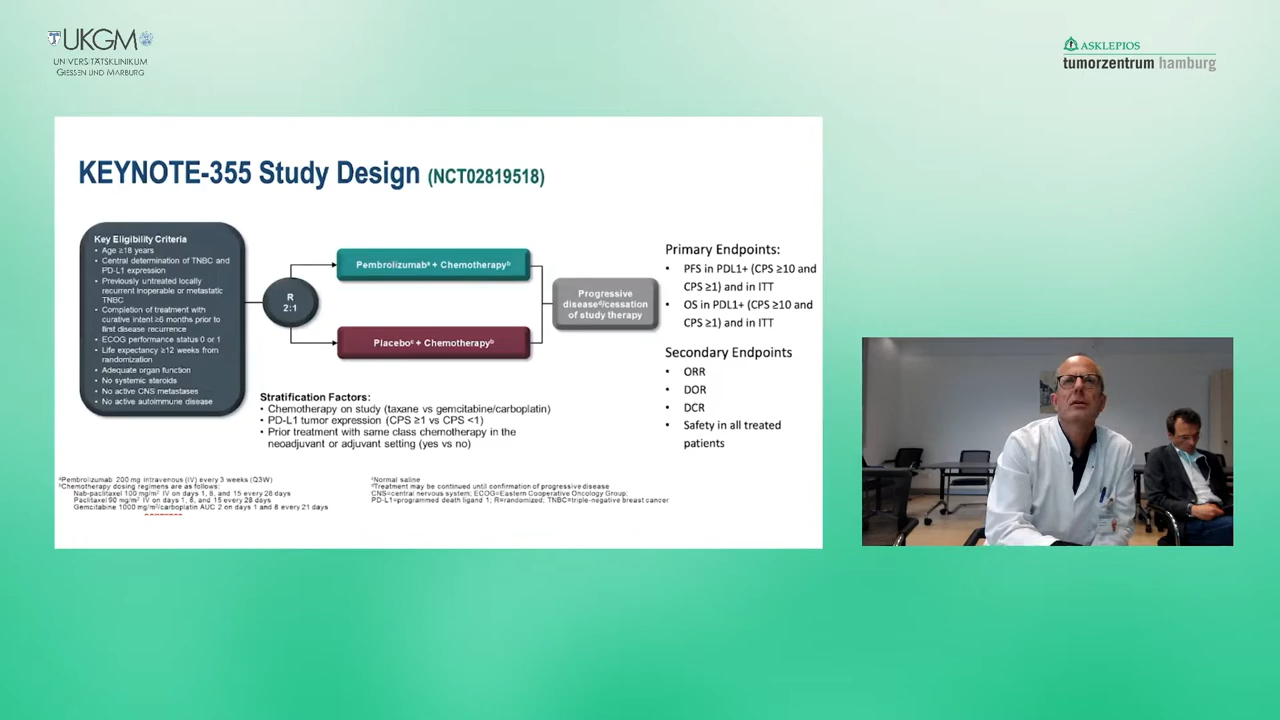 UKGM
UNIVERSITÄTSKLINIKUM
GIESSEN UND MARBURG
ASKLEPIOS
tumorzentrum hamburg
KEYNOTE-355 Study Design (NCT02819518)
Key Eligibility Criteria
• Age ≥18 years
• Central determination of TNBC and
PD-L1 expression
• Previously untreated locally
recurrent inoperable or metastatic
TNBC
• Completion of treatment with
curative intent ≥6 months prior to
first disease recurrence
• ECOG performance status 0 or 1
• Life expectancy ≥12 weeks from
randomization
• Adequate organ function
• No systemic steroids
• No active CNS metastases
• No active autoimmune disease
R
2:1
Pembrolizumabᵃ + Chemotherapyᵇ
Placeboᶜ + Chemotherapyᵇ
Progressive
diseaseᵈ/cessation
of study therapy
Stratification Factors:
• Chemotherapy on study (taxane vs gemcitabine/carboplatin)
• PD-L1 tumor expression (CPS ≥1 vs CPS <1)
• Prior treatment with same class chemotherapy in the
neoadjuvant or adjuvant setting (yes vs no)
Primary Endpoints:
• PFS in PDL1+ (CPS ≥10 and
CPS ≥1) and in ITT
• OS in PDL1+ (CPS ≥10 and
CPS ≥1) and in ITT
Secondary Endpoints
• ORR
• DOR
• DCR
• Safety in all treated
patients
ᵃPembrolizumab 200 mg intravenous (IV) every 3 weeks (Q3W)
ᵇChemotherapy dosing regimens are as follows:
Nab-paclitaxel 100 mg/m² IV on days 1, 8, and 15 every 28 days
Paclitaxel 90 mg/m² IV on days 1, 8, and 15 every 28 days
Gemcitabine 1000 mg/m²/carboplatin AUC 2 on days 1 and 8 every 21 days
ᶜNormal saline
ᵈTreatment may be continued until confirmation of progressive disease
CNS=central nervous system; ECOG=Eastern Cooperative Oncology Group;
PD-L1=programmed death ligand 1; R=randomized; TNBC=triple-negative breast cancer